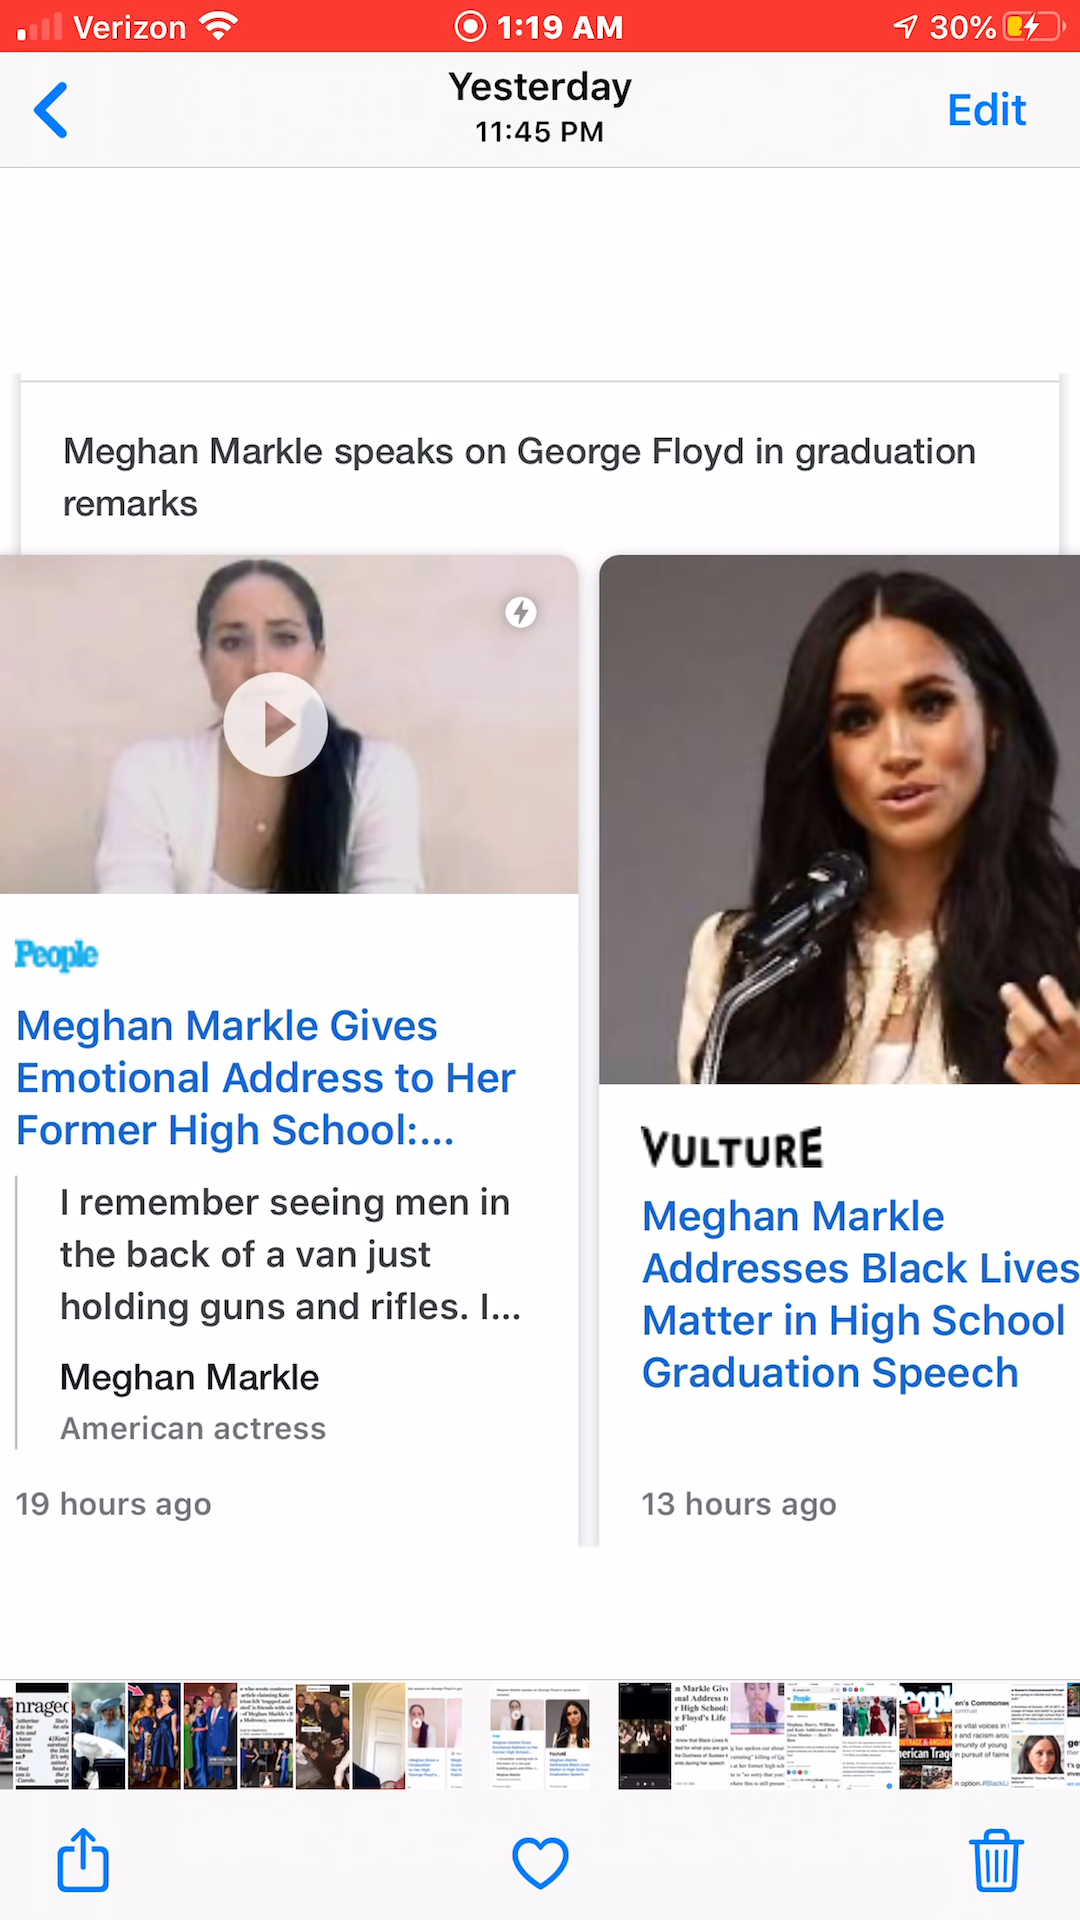 Verizon 1:19 AM 30%
Yesterday
11:45 PM
Edit
Meghan Markle speaks on George Floyd in graduation
remarks
People
Meghan Markle Gives
Emotional Address to Her
Former High School:...
I remember seeing men in
the back of a van just
holding guns and rifles. I...
Meghan Markle
American actress
19 hours ago
VULTURE
Meghan Markle
Addresses Black Lives
Matter in High School
Graduation Speech
13 hours ago